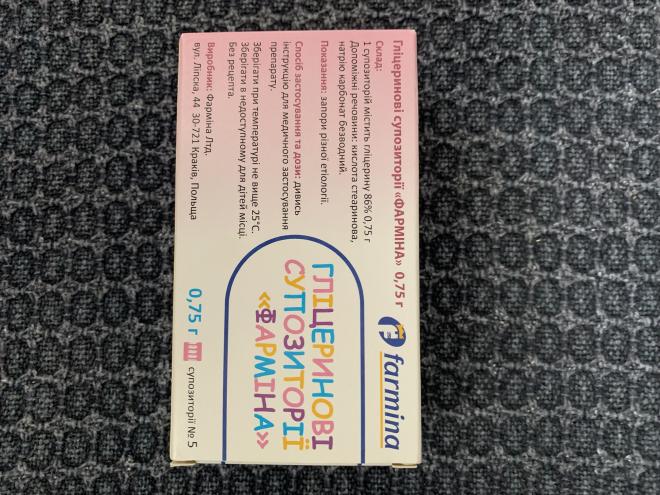 Гліцеринові супозиторії «ФАРМІНА» 0,75 г
Склад:
1 супозиторій містить гліцерину 86% 0,75 г
Допоміжні речовини: кислота стеаринова,
натрію карбонат безводний.
Показання: запори різної етіології.
Спосіб застосування та дози: дивись
інструкцію для медичного застосування
препарату.
Зберігати при температурі не вище 25°С.
Зберігати в недоступному для дітей місці.
Без рецепта.
Виробник: Фарміна Лтд.
вул. Ліпска, 44 30-721 Краків, Польща
farmina
ГЛІЦЕРИНОВІ
СУПОЗИТОРІЇ
«ФАРМІНА»
0,75 г
супозиторії № 5